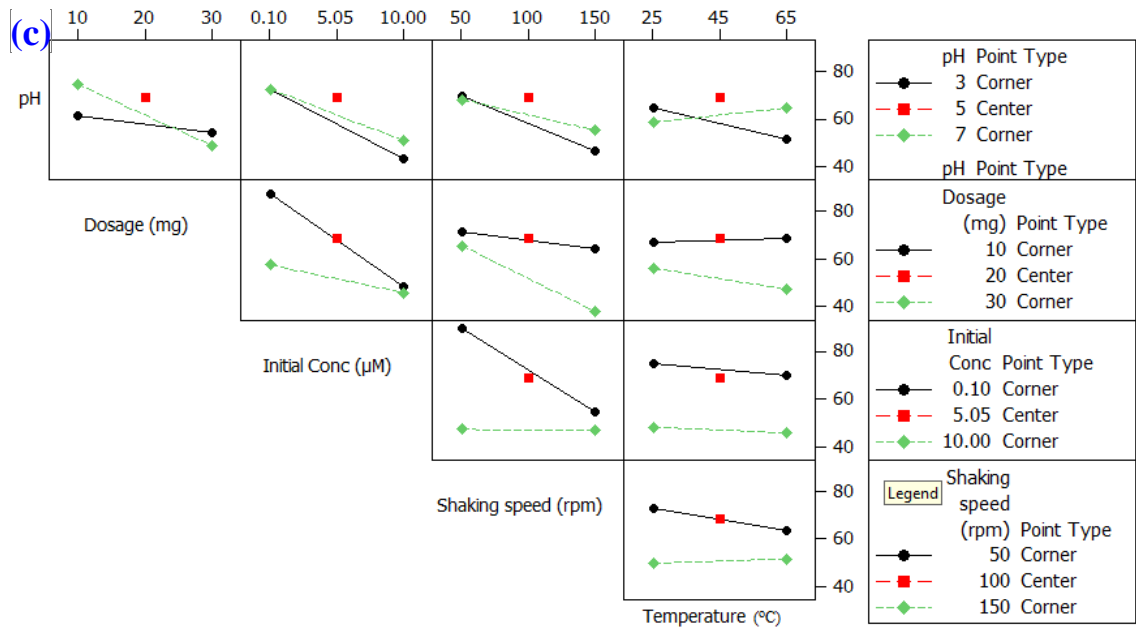 (c)
10 20 30 0.10 5.05 10.00 50 100 150 25 45 65
pH
80
60
40
pH Point Type
3 Corner
5 Center
7 Corner
pH Point Type
Dosage (mg)
80
60
40
Dosage
(mg) Point Type
10 Corner
20 Center
30 Corner
Initial Conc (µM)
80
60
40
Initial
Conc Point Type
0.10 Corner
5.05 Center
10.00 Corner
Shaking speed (rpm)
80
60
40
Legend
Shaking
speed
(rpm) Point Type
50 Corner
100 Center
150 Corner
Temperature (°C)